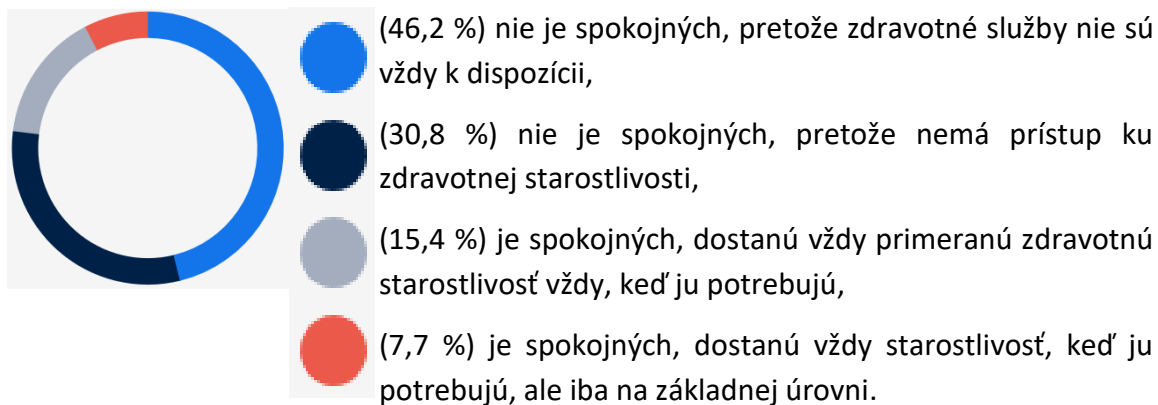 (46,2 %) nie je spokojných, pretože zdravotné služby nie sú
vždy k dispozícii,
(30,8 %) nie je spokojných, pretože nemá prístup ku
zdravotnej starostlivosti,
(15,4 %) je spokojných, dostanú vždy primeranú zdravotnú
starostlivosť vždy, keď ju potrebujú,
(7,7 %) je spokojných, dostanú vždy starostlivosť, keď ju
potrebujú, ale iba na základnej úrovni.